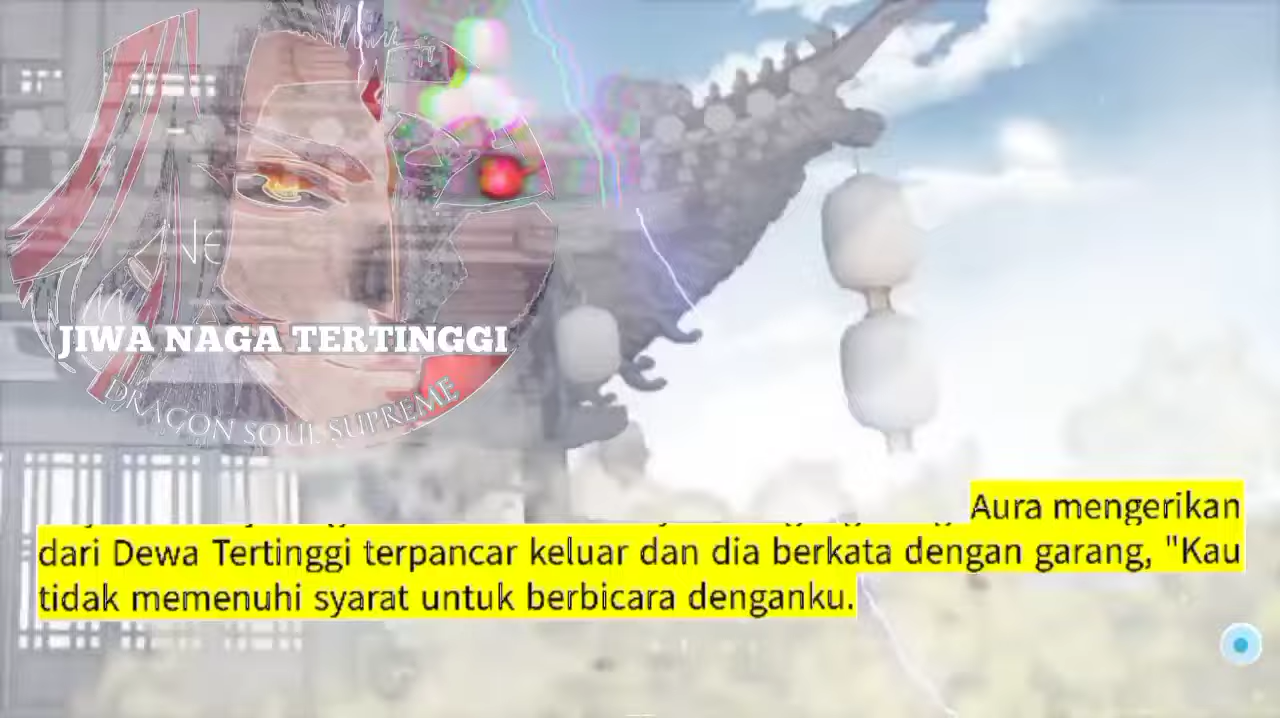 JIWA NAGA TERTINGGI
DRAGON SOUL SUPREME
Aura mengerikan
dari Dewa Tertinggi terpancar keluar dan dia berkata dengan garang, "Kau
tidak memenuhi syarat untuk berbicara denganku.